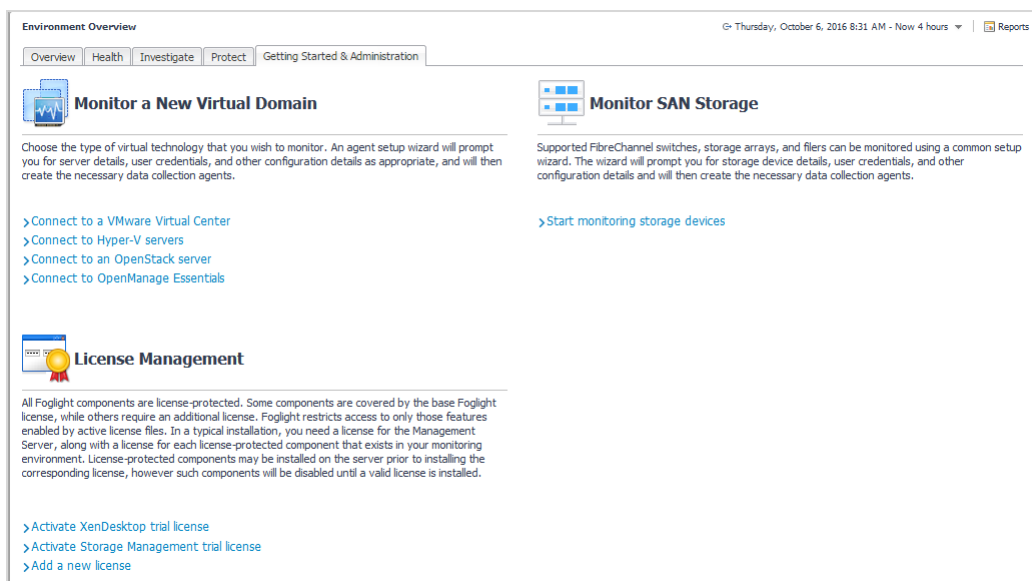 Environment Overview
Thursday, October 6, 2016 8:31 AM - Now 4 hours
Reports
Overview
Health
Investigate
Protect
Getting Started & Administration
Monitor a New Virtual Domain
Choose the type of virtual technology that you wish to monitor. An agent setup wizard will prompt
you for server details, user credentials, and other configuration details as appropriate, and will then
create the necessary data collection agents.
Connect to a VMware Virtual Center
Connect to Hyper-V servers
Connect to an OpenStack server
Connect to OpenManage Essentials
Monitor SAN Storage
Supported FibreChannel switches, storage arrays, and filers can be monitored using a common setup
wizard. The wizard will prompt you for storage device details, user credentials, and other
configuration details and will then create the necessary data collection agents.
Start monitoring storage devices
License Management
All Foglight components are license-protected. Some components are covered by the base Foglight
license, while others require an additional license. Foglight restricts access to only those features
enabled by active license files. In a typical installation, you need a license for the Management
Server, along with a license for each license-protected component that exists in your monitoring
environment. License-protected components may be installed on the server prior to installing the
corresponding license, however such components will be disabled until a valid license is installed.
Activate XenDesktop trial license
Activate Storage Management trial license
Add a new license